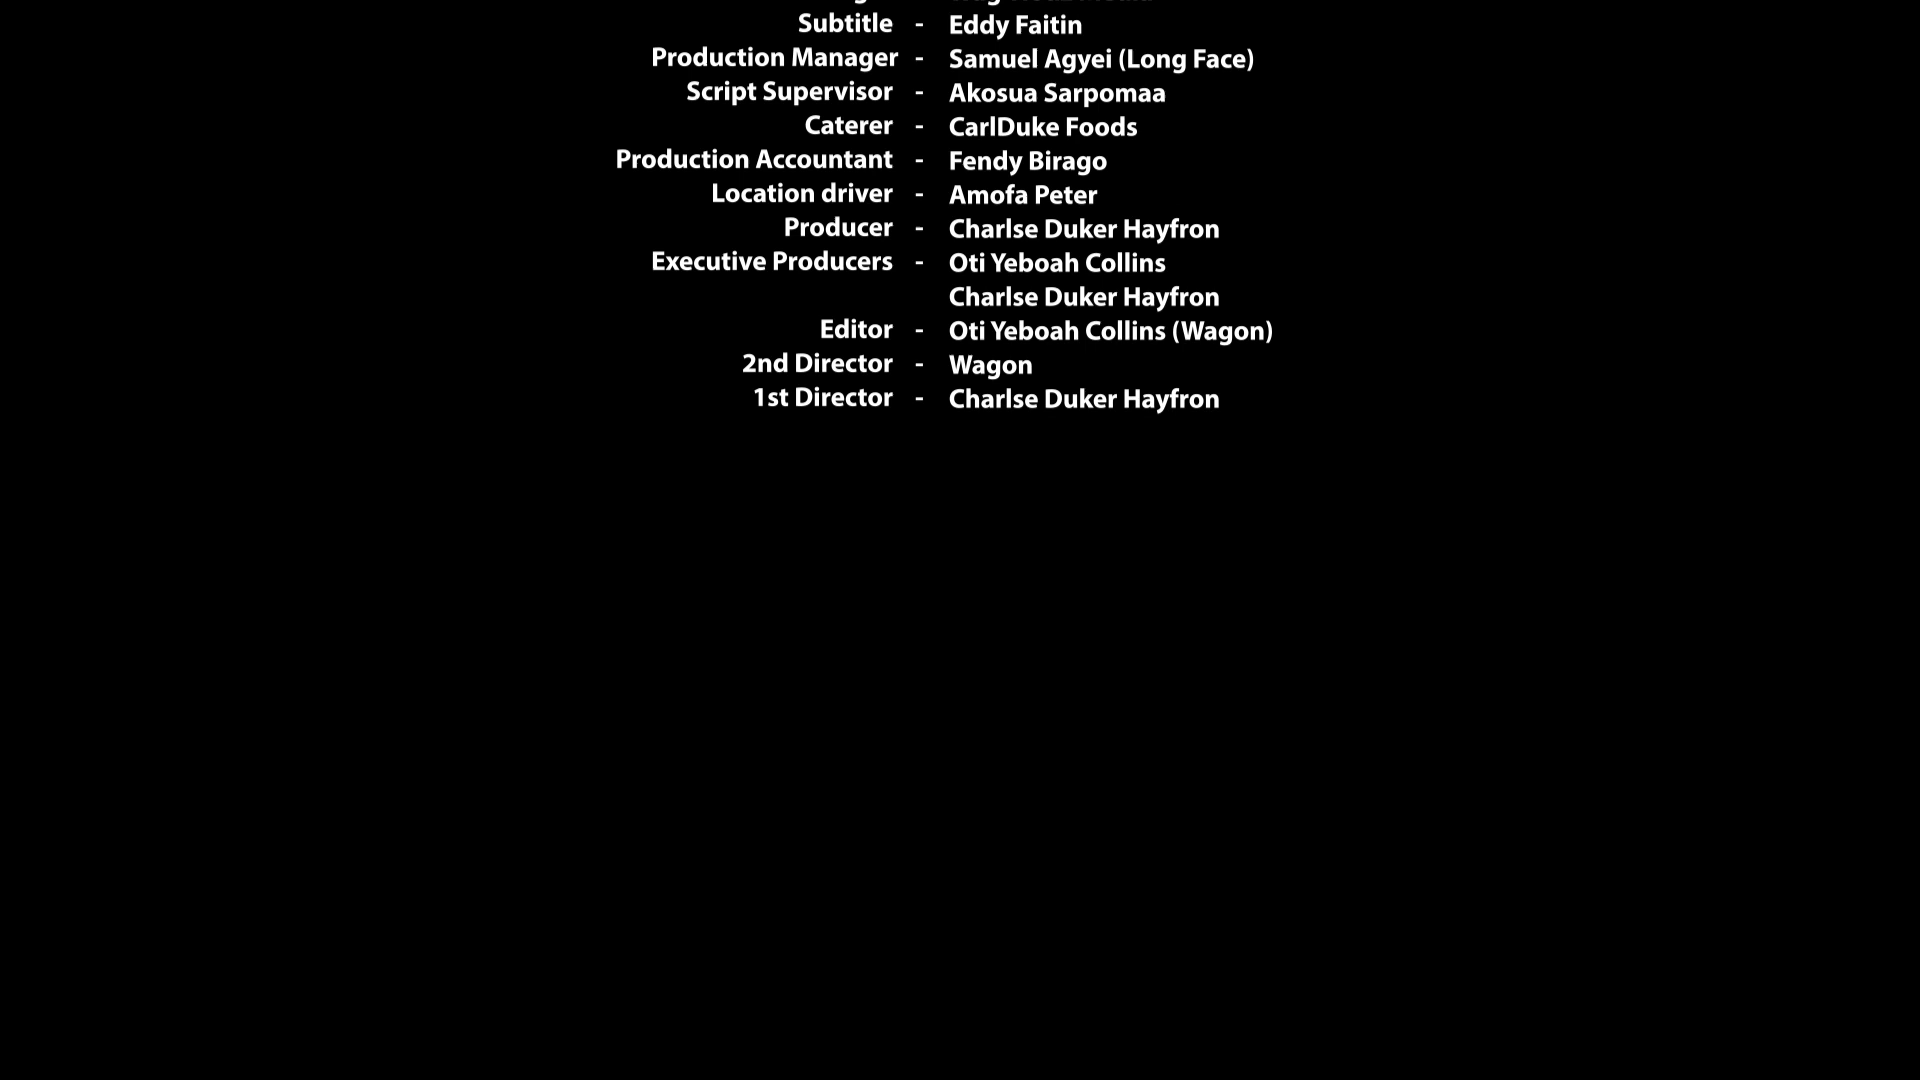 Subtitle - Eddy Faitin
Production Manager - Samuel Agyei (Long Face)
Script Supervisor - Akosua Sarpomaa
Caterer - CarlDuke Foods
Production Accountant - Fendy Birago
Location driver - Amofa Peter
Producer - Charlse Duker Hayfron
Executive Producers - Oti Yeboah Collins
Charlse Duker Hayfron
Editor - Oti Yeboah Collins (Wagon)
2nd Director - Wagon
1st Director - Charlse Duker Hayfron